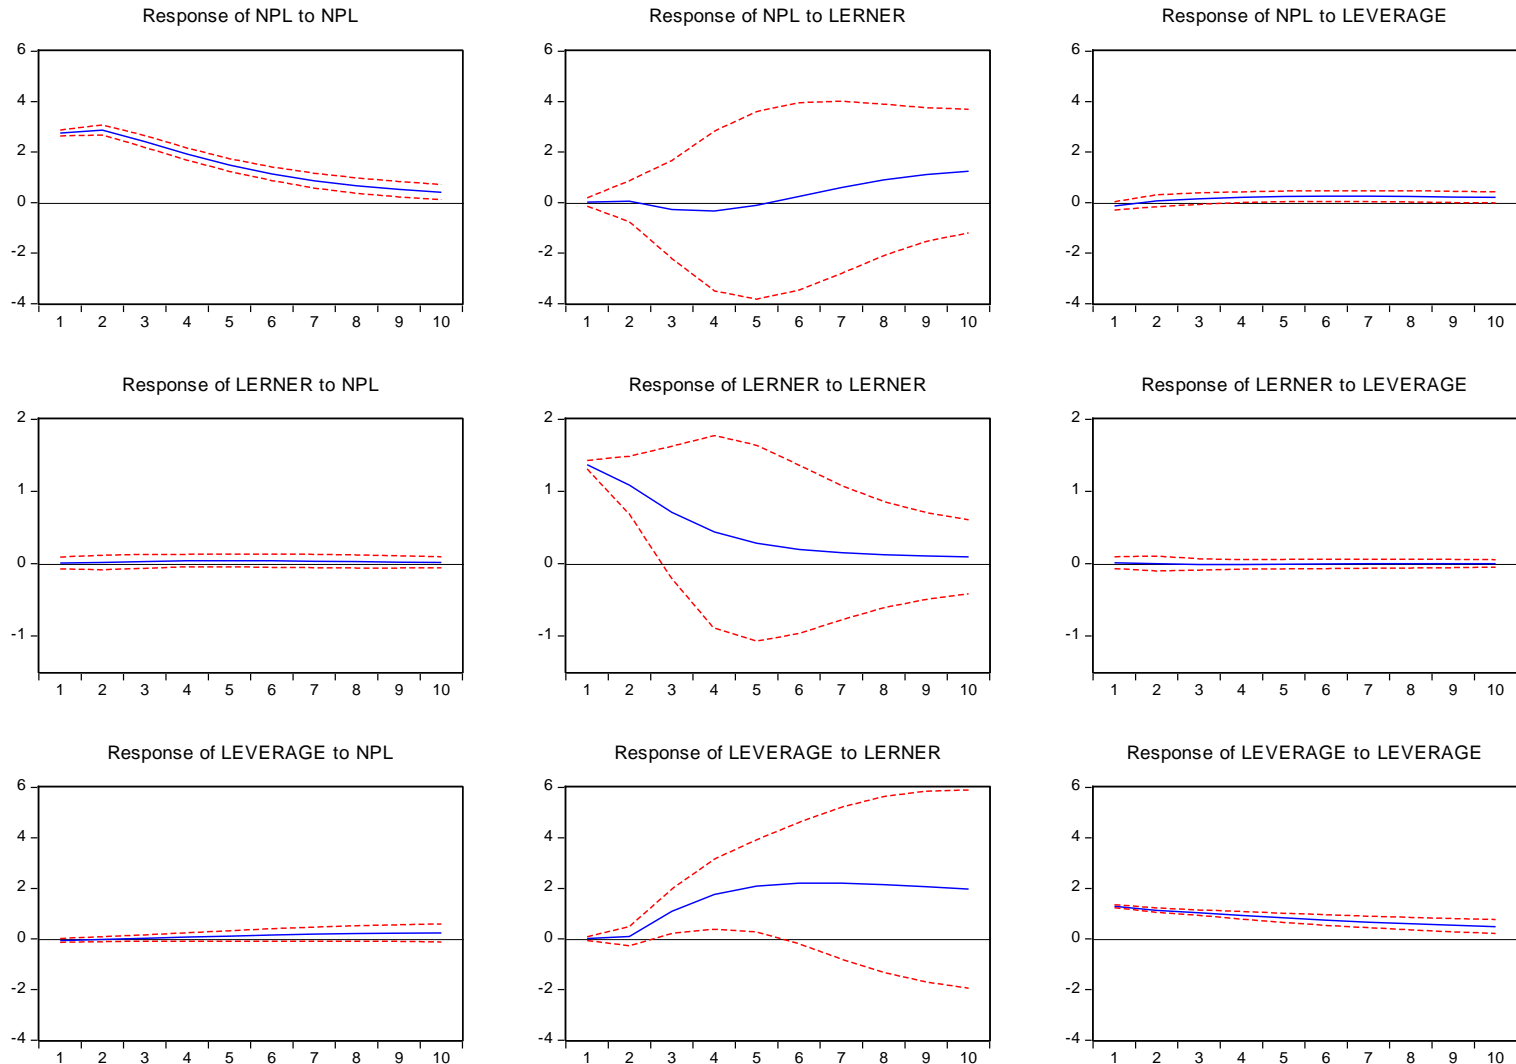 Response of NPL to NPL
Response of NPL to LERNER
Response of NPL to LEVERAGE
6
4
2
0
-2
-4
1 2 3 4 5 6 7 8 9 10
6
4
2
0
-2
-4
1 2 3 4 5 6 7 8 9 10
6
4
2
0
-2
-4
1 2 3 4 5 6 7 8 9 10
Response of LERNER to NPL
Response of LERNER to LERNER
Response of LERNER to LEVERAGE
2
1
0
-1
1 2 3 4 5 6 7 8 9 10
2
1
0
-1
1 2 3 4 5 6 7 8 9 10
2
1
0
-1
1 2 3 4 5 6 7 8 9 10
Response of LEVERAGE to NPL
Response of LEVERAGE to LERNER
Response of LEVERAGE to LEVERAGE
6
4
2
0
-2
-4
1 2 3 4 5 6 7 8 9 10
6
4
2
0
-2
-4
1 2 3 4 5 6 7 8 9 10
6
4
2
0
-2
-4
1 2 3 4 5 6 7 8 9 10